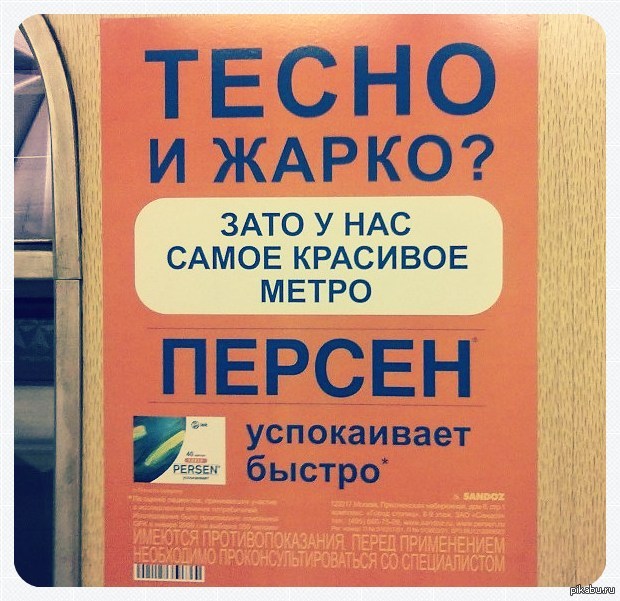 ТЕСНО
И ЖАРКО?
ЗАТО У НАС
САМОЕ КРАСИВОЕ
МЕТРО
ПЕРСЕН®
успокаивает
быстро*
PERSEN®
успокаивает
SANDOZ
ИМЕЮТСЯ ПРОТИВОПОКАЗАНИЯ. ПЕРЕД ПРИМЕНЕНИЕМ
НЕОБХОДИМО ПРОКОНСУЛЬТИРОВАТЬСЯ СО СПЕЦИАЛИСТОМ
pikabu.ru